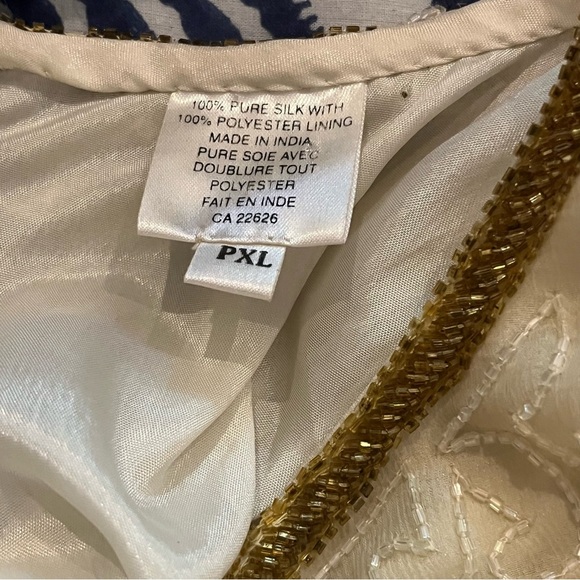 100% PURE SILK WITH
100% POLYESTER LINING
MADE IN INDIA
PURE SOIE AVEC
DOUBLURE TOUT
POLYESTER
FAIT EN INDE
CA 22626
PXL